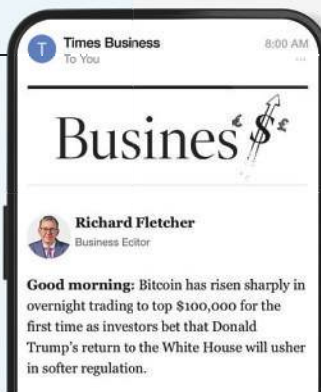 T
Times Business
8:00 AM
To You
Busines$
Richard Fletcher
Business Editor
Good morning: Bitcoin has risen sharply in
overnight trading to top $100,000 for the
first time as investors bet that Donald
Trump's return to the White House will usher
in softer regulation.